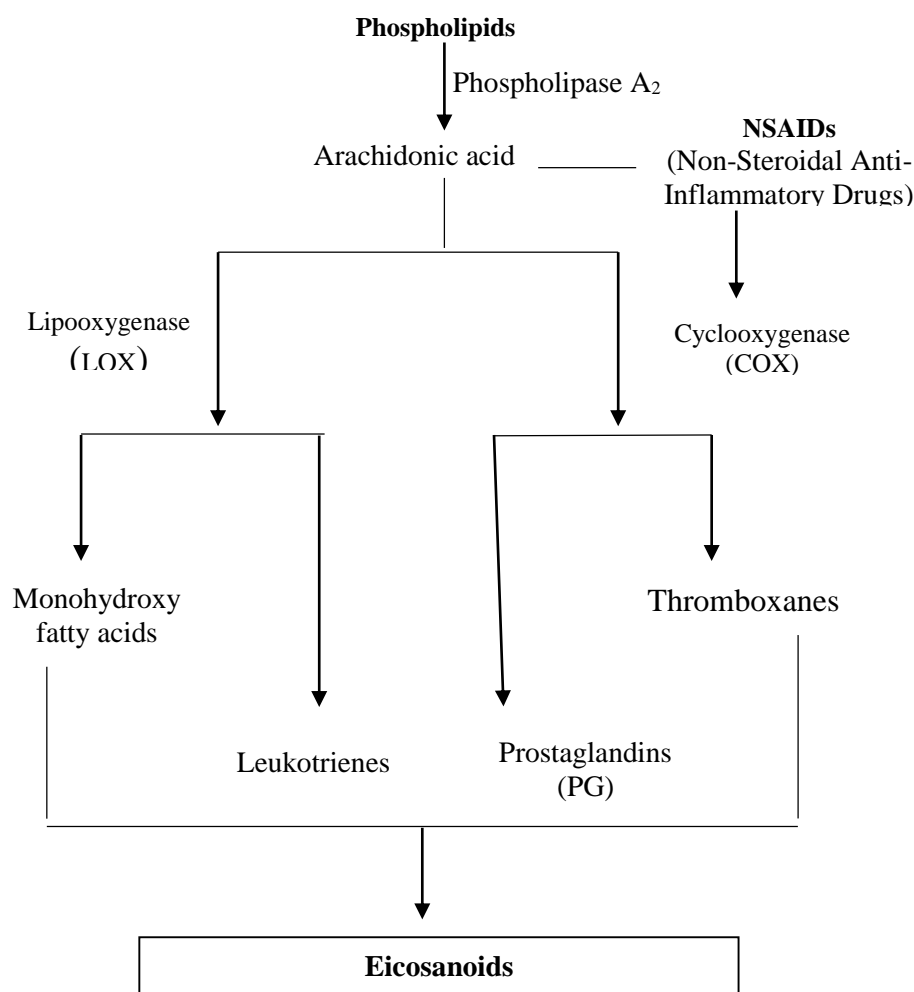 Phospholipids
Phospholipase A₂
Arachidonic acid
NSAIDs
(Non-Steroidal Anti-
Inflammatory Drugs)
Lipooxygenase
(LOX)
Cyclooxygenase
(COX)
Monohydroxy
fatty acids
Thromboxanes
Leukotrienes
Prostaglandins
(PG)
Eicosanoids